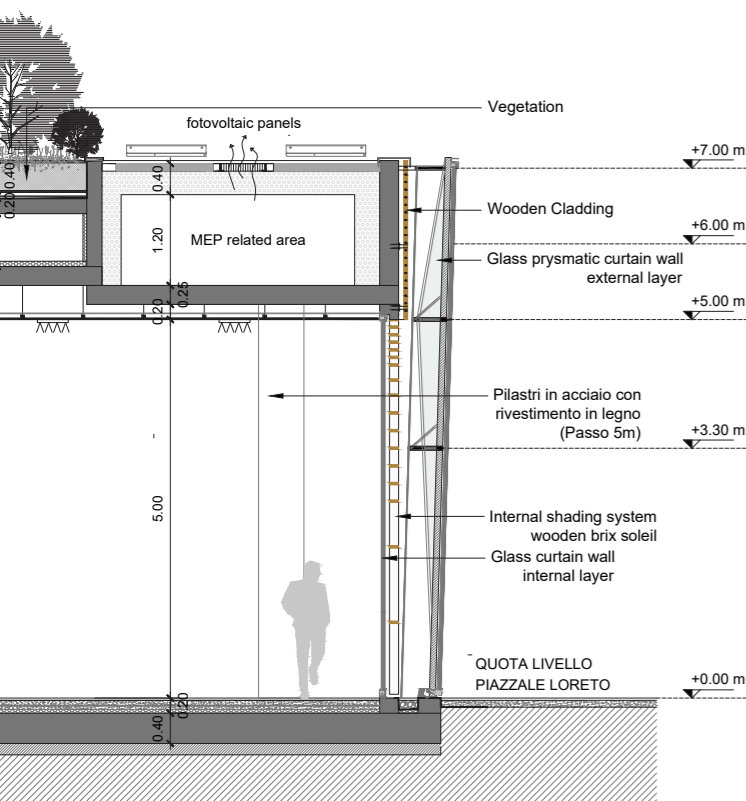 Vegetation
fotovoltaic panels
+7.00 m
0.40
0.20
0.40
Wooden Cladding
+6.00 m
1.20
MEP related area
Glass prysmatic curtain wall
external layer
0.25
0.20
+5.00 m
Pilastri in acciaio con
rivestimento in legno
(Passo 5m)
+3.30 m
5.00
Internal shading system
wooden brix soleil
Glass curtain wall
internal layer
QUOTA LIVELLO
PIAZZALE LORETO
+0.00 m
0.20
0.40